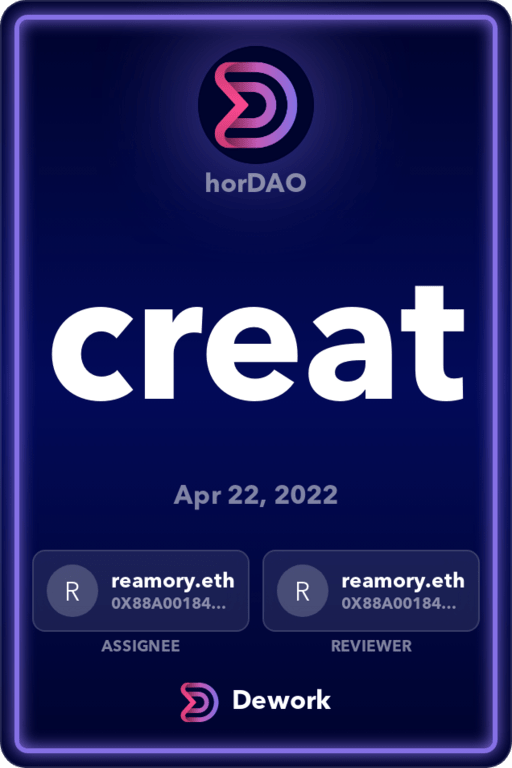 horDAO
creat
Apr 22, 2022
R reamory.eth R reamory.eth
0X88A00184... 0X88A00184...
ASSIGNEE REVIEWER
Dework